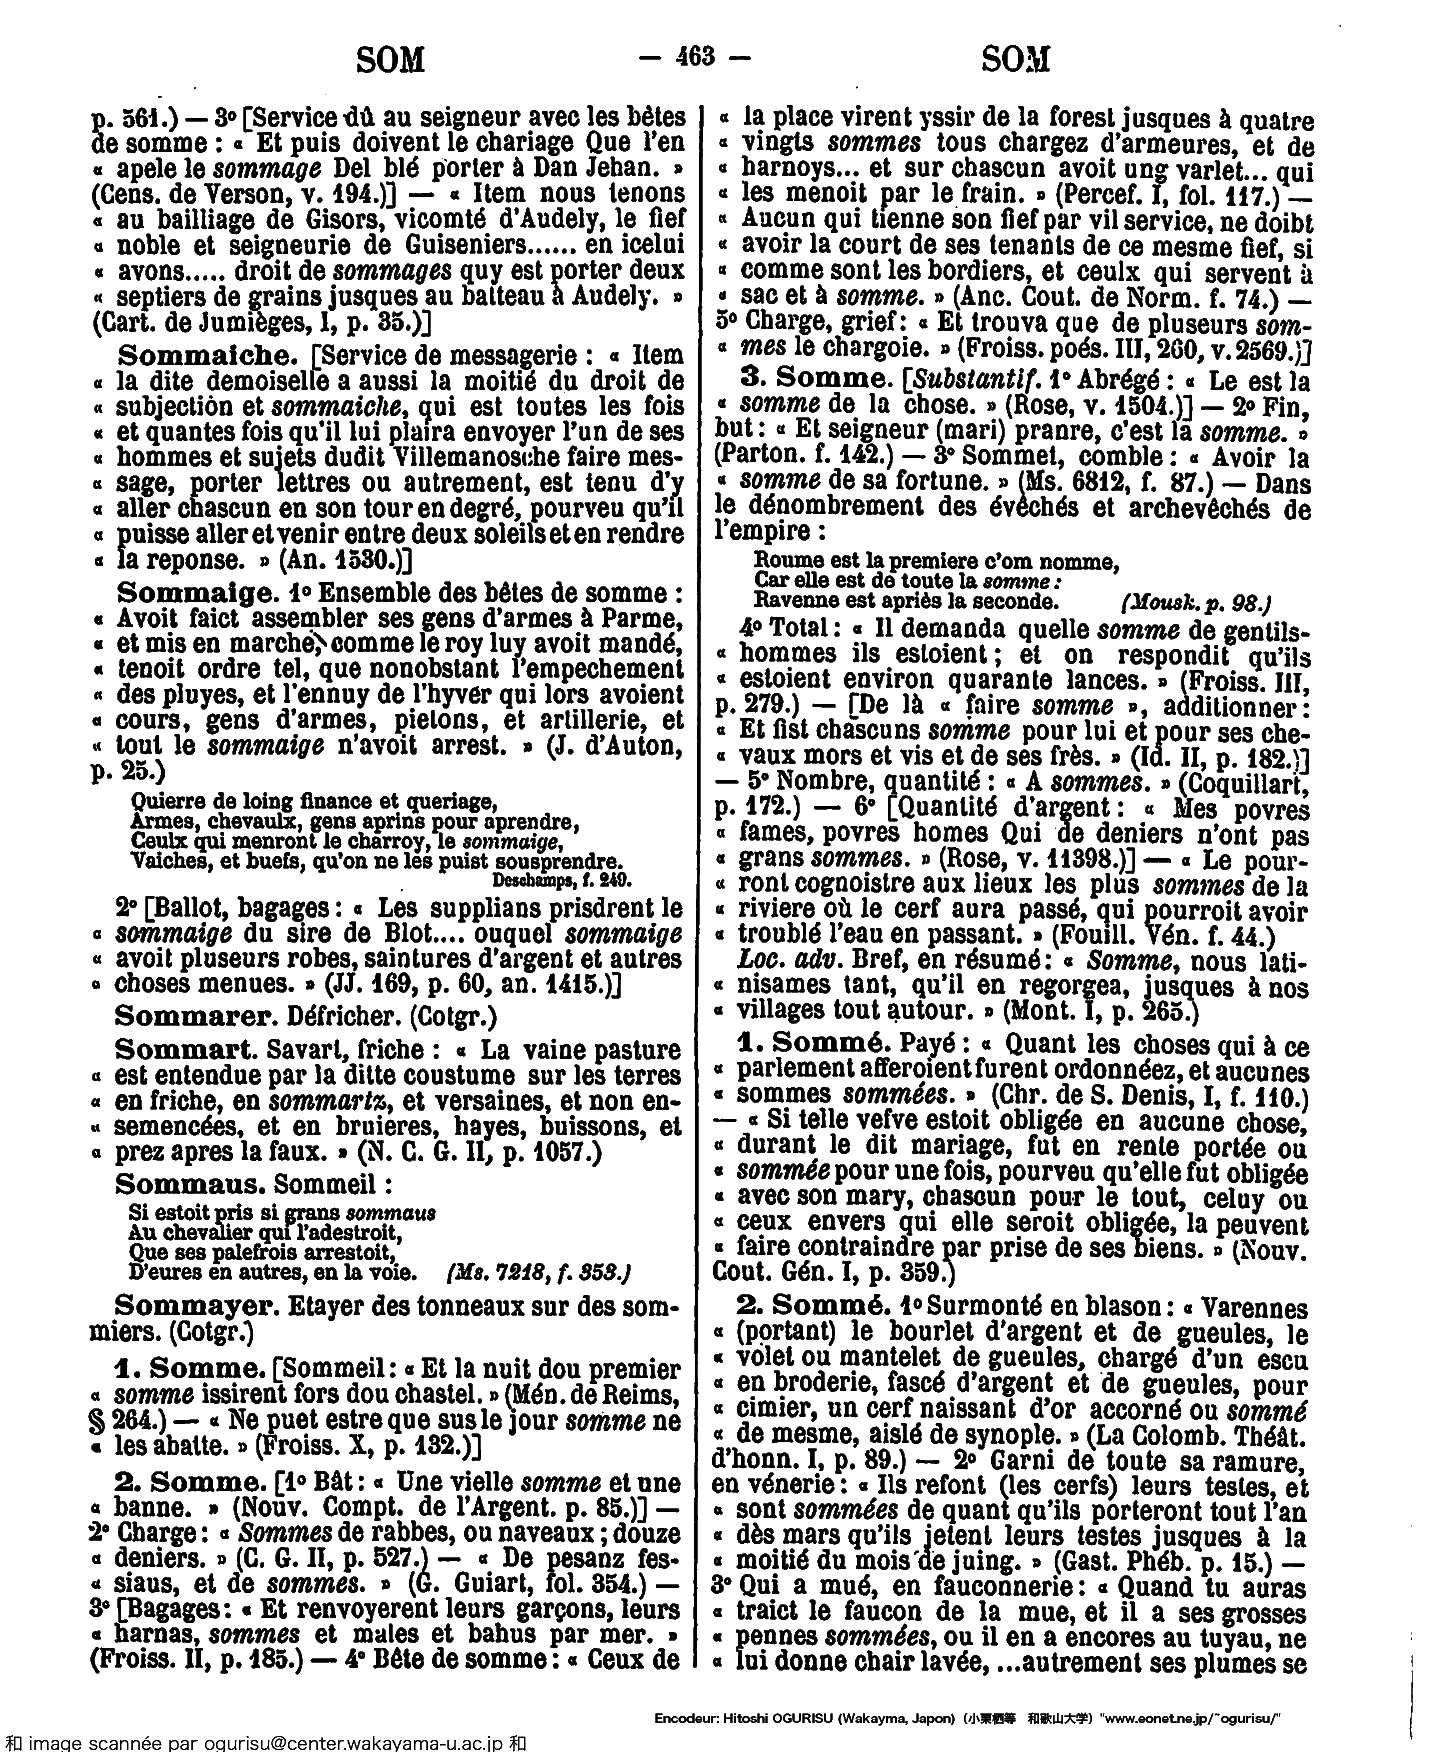 SOM — 463 — SOM
p. 561.) — 3º [Service dû au seigneur avec les bêtes
de somme : « Et puis doivent le chariage Que l'en
« apele le sommage Del blé porter à Dan Jehan. »
(Cens. de Verson, v. 194.)] — « Item nous tenons
« au bailliage de Gisors, vicomté d'Audely, le fief
« noble et seigneurie de Guiseniers...... en icelui
« avons..... droit de sommages quy est porter deux
« septiers de grains jusques au batteau à Audely. »
(Cart. de Jumièges, I, p. 35.)]
Sommaiche. [Service de messagerie : « Item
« la dite demoiselle a aussi la moitié du droit de
« subjection et sommaiche, qui est toutes les fois
« et quantes fois qu'il lui plaira envoyer l'un de ses
« hommes et sujets dudit Villemanosche faire mes-
« sage, porter lettres ou autrement, est tenu d'y
« aller chascun en son tour en degré, pourveu qu'il
« puisse aller et venir entre deux soleils et en rendre
« la reponse. » (An. 1530.)]
Sommaige. 1º Ensemble des bêtes de somme :
« Avoit faict assembler ses gens d'armes à Parme,
« et mis en marche, comme le roy luy avoit mandé,
« tenoit ordre tel, que nonobstant l'empechement
« des pluyes, et l'ennuy de l'hyver qui lors avoient
« cours, gens d'armes, pietons, et artillerie, et
« tout le sommaige n'avoit arrest. » (J. d'Auton,
p. 25.)
Quierre de loing finance et queriage,
Armes, chevaulx, gens aprins pour aprendre,
Ceulx qui menront le charroy, le sommaige,
Vaiches, et buefs, qu'on ne les puist sousprendre.
Deschamps, f. 240.
2º [Ballot, bagages : « Les supplians prisdrent le
« sommaige du sire de Blot.... ouquel sommaige
« avoit pluseurs robes, saintures d'argent et autres
« choses menues. » (JJ. 169, p. 60, an. 1415.)]
Sommarer. Défricher. (Cotgr.)
Sommart. Savart, friche : « La vaine pasture
« est entendue par la ditte coustume sur les terres
« en friche, en sommartz, et versaines, et non en-
« semencées, et en bruieres, hayes, buissons, et
« prez apres la faux. » (N. C. G. II, p. 1057.)
Sommaus. Sommeil :
Si estoit pris si grans sommaus
Au chevalier qui l'adestroit,
Que ses palefrois arrestoit,
D'eures en autres, en la voie. (Ms. 7218, f. 353.)
Sommayer. Etayer des tonneaux sur des som-
miers. (Cotgr.)
1. Somme. [Sommeil : « Et la nuit dou premier
« somme issirent fors dou chastel. » (Mén. de Reims,
§ 264.) — « Ne puet estre que sus le jour somme ne
« les abatte. » (Froiss. X, p. 132.)]
2. Somme. [1º Bât : « Une vielle somme et une
« banne. » (Nouv. Compt. de l'Argent. p. 85.)] —
2º Charge : « Sommes de rabbes, ou naveaux ; douze
« deniers. » (C. G. II, p. 527.) — « De pesanz fes-
« siaus, et de sommes. » (G. Guiart, fol. 354.) —
3º [Bagages : « Et renvoyerent leurs garçons, leurs
« harnas, sommes et males et bahus par mer. »
(Froiss. II, p. 185.) — 4º Bête de somme : « Ceux de
« la place virent yssir de la forest jusques à quatre
« vingts sommes tous chargez d'armeures, et de
« harnoys... et sur chascun avoit ung varlet... qui
« les menoit par le frain. » (Percef. I, fol. 117.) —
« Aucun qui tienne son fief par vil service, ne doibt
« avoir la court de ses tenants de ce mesme fief, si
« comme sont les bordiers, et ceulx qui servent à
« sac et à somme. » (Anc. Cout. de Norm. f. 74.) —
5º Charge, grief : « Et trouva que de pluseurs som-
« mes le chargoie. » (Froiss. poés. III, 260, v. 2569.)]
3. Somme. [Substantif. 1º Abrégé : « Le est la
« somme de la chose. » (Rose, v. 1504.)] — 2º Fin,
but : « Et seigneur (mari) pranre, c'est la somme. »
(Parton. f. 142.) — 3º Sommet, comble : « Avoir la
« somme de sa fortune. » (Ms. 6812, f. 87.) — Dans
le dénombrement des évêchés et archevêchés de
l'empire :
Roume est la premiere c'om nomme,
Car elle est de toute la somme :
Ravenne est apriès la seconde. (Mousk. p. 98.)
4º Total : « Il demanda quelle somme de gentils-
« hommes ils estoient ; et on respondit qu'ils
« estoient environ quarante lances. » (Froiss. III,
p. 279.) — [De là « faire somme », additionner :
« Et fist chascuns somme pour lui et pour ses che-
« vaux mors et vis et de ses frès. » (Id. II, p. 182.)]
— 5º Nombre, quantité : « A sommes. » (Coquillart,
p. 172.) — 6º [Quantité d'argent : « Mes povres
« fames, povres homes Qui de deniers n'ont pas
« grans sommes. » (Rose, v. 11398.)] — « Le pour-
« ront cognoistre aux lieux les plus sommes de la
« riviere où le cerf aura passé, qui pourroit avoir
« troublé l'eau en passant. » (Fouill. Vén. f. 44.)
Loc. adv. Bref, en résumé : « Somme, nous lati-
« nisames tant, qu'il en regorgea, jusques à nos
« villages tout autour. » (Mont. I, p. 265.)
1. Sommé. Payé : « Quant les choses qui à ce
« parlement afferoient furent ordonnéez, et aucunes
« sommes sommées. » (Chr. de S. Denis, I, f. 110.)
— « Si telle vefve estoit obligée en aucune chose,
« durant le dit mariage, fut en rente portée ou
« sommée pour une fois, pourveu qu'elle fut obligée
« avec son mary, chascun pour le tout, celuy ou
« ceux envers qui elle seroit obligée, la peuvent
« faire contraindre par prise de ses biens. » (Nouv.
Cout. Gén. I, p. 359.)
2. Sommé. 1º Surmonté en blason : « Varennes
« (portant) le bourlet d'argent et de gueules, le
« volet ou mantelet de gueules, chargé d'un escu
« en broderie, fascé d'argent et de gueules, pour
« cimier, un cerf naissant d'or accorné ou sommé
« de mesme, aislé de synople. » (La Colomb. Théât.
d'honn. I, p. 89.) — 2º Garni de toute sa ramure,
en vénerie : « Ils refont (les cerfs) leurs testes, et
« sont sommées de quant qu'ils porteront tout l'an
« dès mars qu'ils jetent leurs testes jusques à la
« moitié du mois de juing. » (Gast. Phéb. p. 15.) —
3º Qui a mué, en fauconnerie : « Quand tu auras
« traict le faucon de la mue, et il a ses grosses
« pennes sommées, ou il en a encores au tuyau, ne
« lui donne chair lavée, ...autrement ses plumes se
Encodeur: Hitoshi OGURISU (Wakayma, Japon) (小栗栖等 和歌山大学) "www.eonet.ne.jp/~ogurisu/"
和 image scannée par ogurisu@center.wakayama-u.ac.jp 和